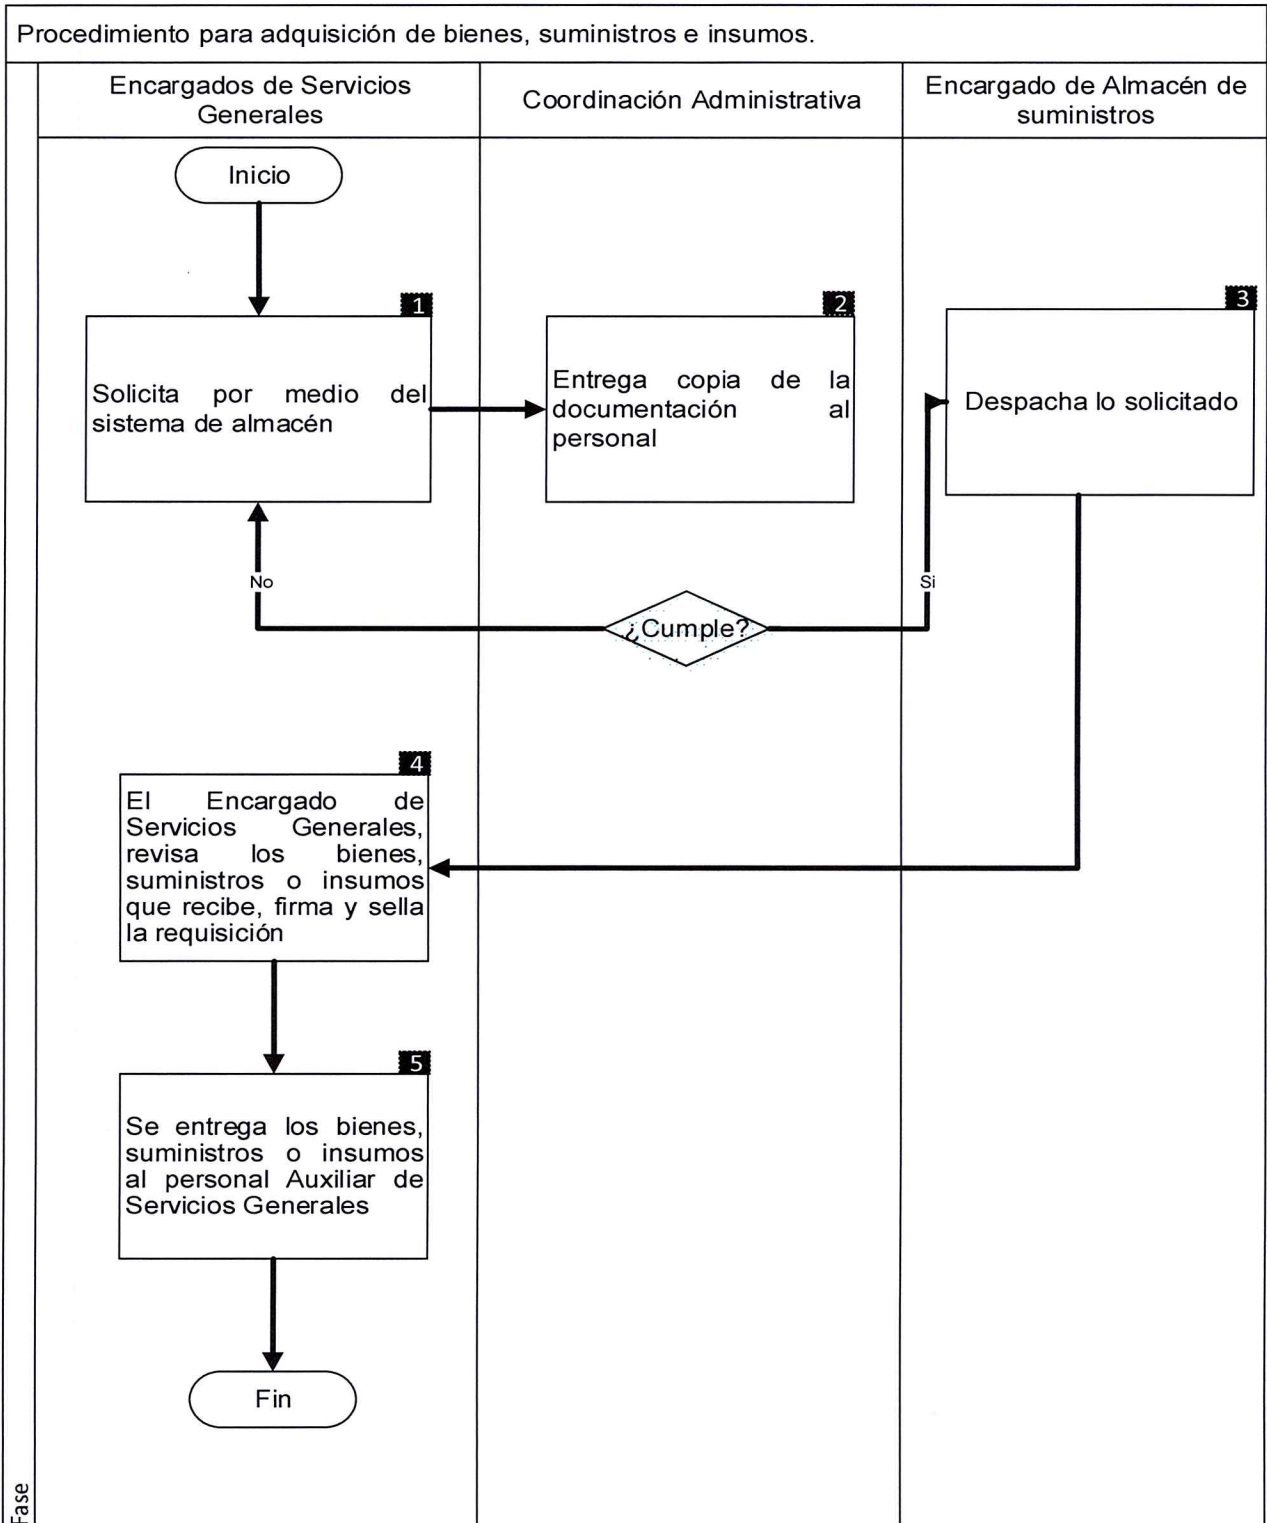 Procedimiento para adquisición de bienes, suministros e insumos.
Encargados de Servicios
Generales
Coordinación Administrativa
Encargado de Almacén de
suministros
Inicio
1
Solicita por medio del
sistema de almacén
2
Entrega copia de la
documentación al
personal
3
Despacha lo solicitado
No
¿Cumple?
Si
4
El Encargado de
Servicios Generales,
revisa los bienes,
suministros o insumos
que recibe, firma y sella
la requisición
5
Se entrega los bienes,
suministros o insumos
al personal Auxiliar de
Servicios Generales
Fin
Fase